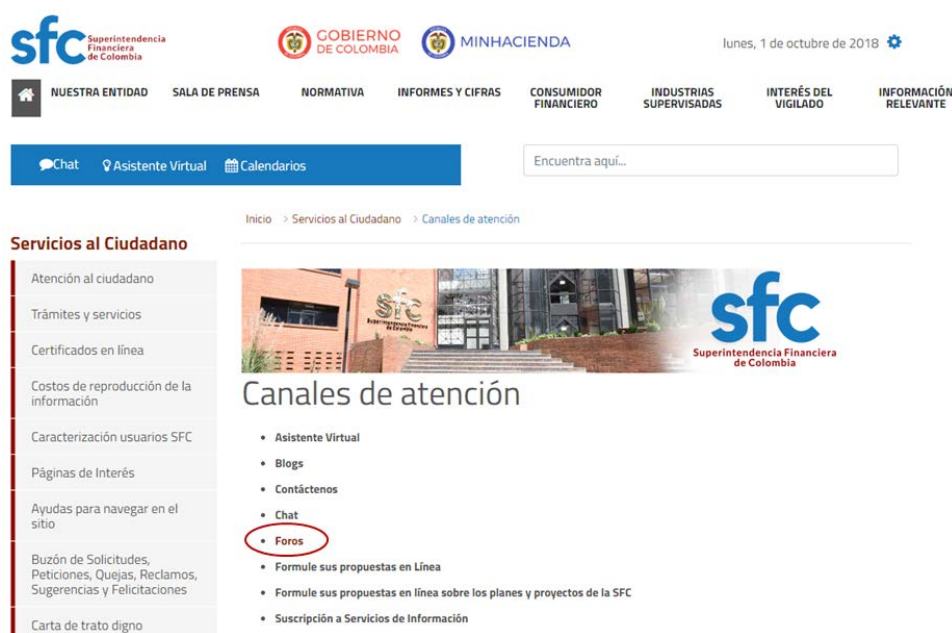 sfc
Superintendencia
Financiera
de Colombia
GOBIERNO
DE COLOMBIA
MINHACIENDA
lunes, 1 de octubre de 2018
NUESTRA ENTIDAD
SALA DE PRENSA
NORMATIVA
INFORMES Y CIFRAS
CONSUMIDOR
FINANCIERO
INDUSTRIAS
SUPERVISADAS
INTERÉS DEL
VIGILADO
INFORMACIÓN
RELEVANTE
Chat
Asistente Virtual
Calendarios
Encuentra aquí...
Inicio > Servicios al Ciudadano > Canales de atención
Servicios al Ciudadano
Atención al ciudadano
Trámites y servicios
Certificados en línea
Costos de reproducción de la
información
Caracterización usuarios SFC
Páginas de Interés
Ayudas para navegar en el
sitio
Buzón de Solicitudes,
Peticiones, Quejas, Reclamos,
Sugerencias y Felicitaciones
Carta de trato digno
sfc
Superintendencia Financiera
de Colombia
sfc
Superintendencia Financiera
de Colombia
Canales de atención
• Asistente Virtual
• Blogs
• Contáctenos
• Chat
• Foros
• Formule sus propuestas en Línea
• Formule sus propuestas en línea sobre los planes y proyectos de la SFC
• Suscripción a Servicios de Información